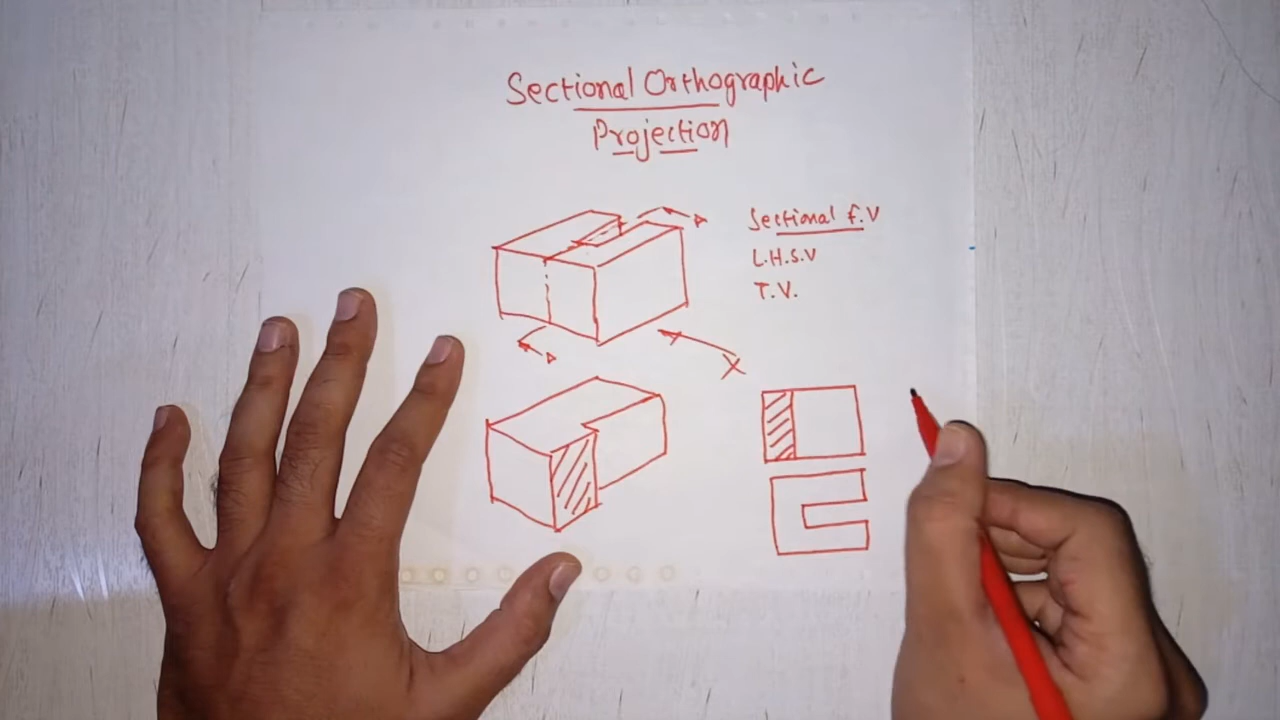 Sectional Orthographic
Projection
Sectional f.V
L.H.S.V
T.V.
X